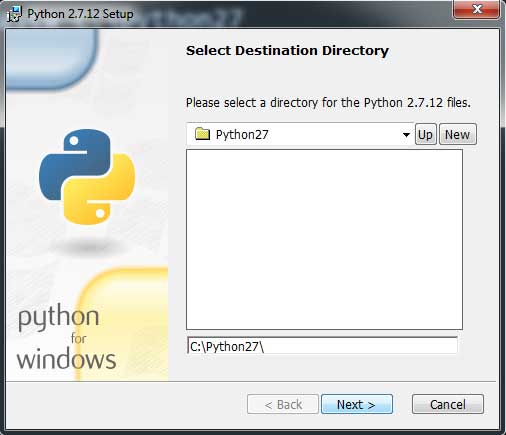 Python 2.7.12 Setup
Select Destination Directory
Please select a directory for the Python 2.7.12 files.
Python27
Up
New
C:\Python27\
python
for
windows
< Back
Next >
Cancel